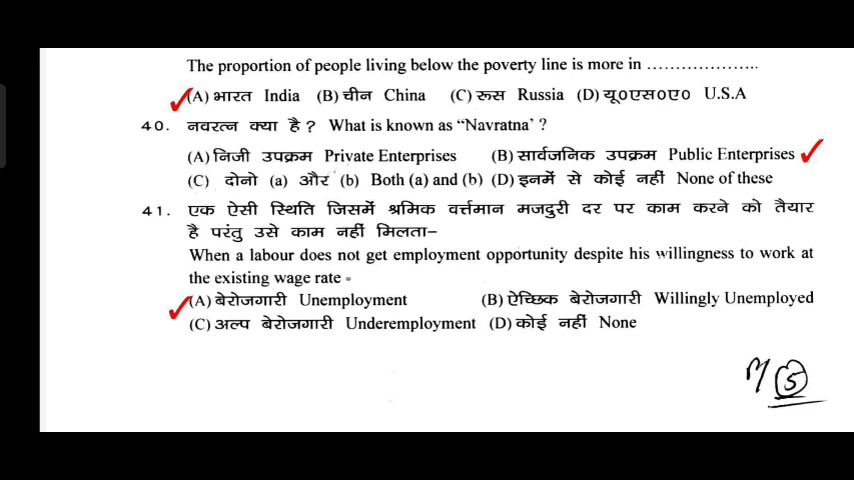 The proportion of people living below the poverty line is more in ………………..
(A) भारत India (B) चीन China (C) रूस Russia (D) यू०एस०ए० U.S.A
40. नवरत्न क्या है? What is known as “Navratna’ ?
(A) निजी उपक्रम Private Enterprises (B) सार्वजनिक उपक्रम Public Enterprises
(C) दोनो (a) और (b) Both (a) and (b) (D) इनमें से कोई नहीं None of these
41. एक ऐसी स्थिति जिसमें श्रमिक वर्त्तमान मजदुरी दर पर काम करने को तैयार
है परंतु उसे काम नहीं मिलता–
When a labour does not get employment opportunity despite his willingness to work at
the existing wage rate -
(A) बेरोजगारी Unemployment (B) ऐच्छिक बेरोजगारी Willingly Unemployed
(C) अल्प बेरोजगारी Underemployment (D) कोई नहीं None
5